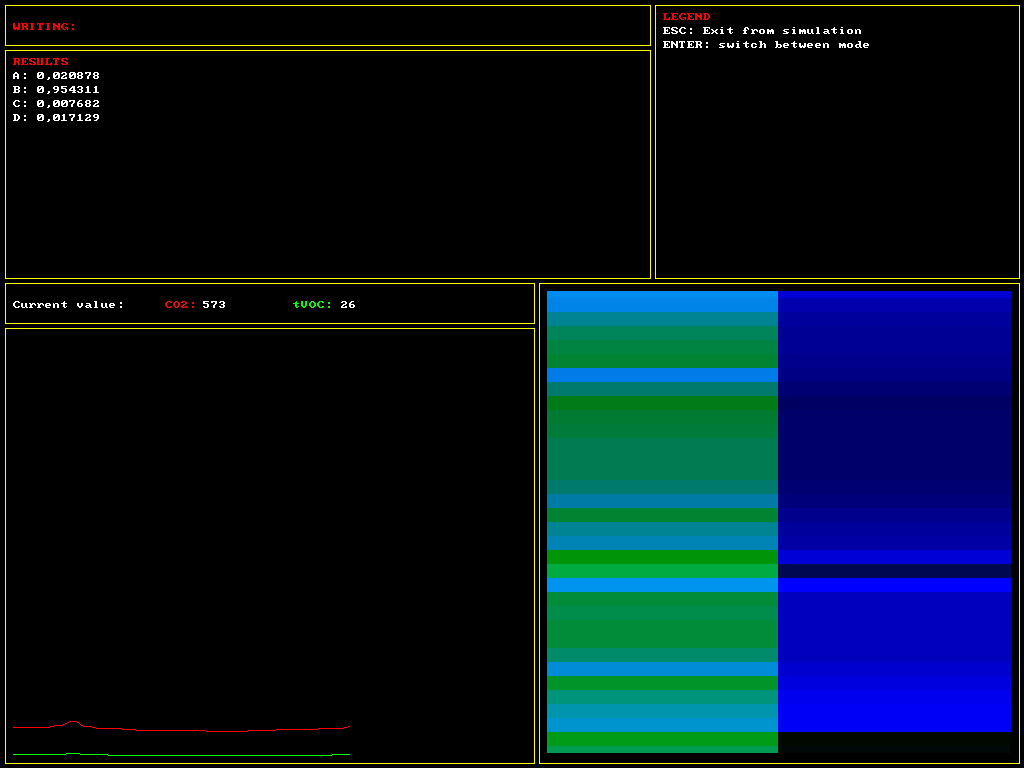 WRITING:
RESULTS
A: 0,020878
B: 0,954311
C: 0,007682
D: 0,017129
LEGEND
ESC: Exit from simulation
ENTER: switch between mode
Current value: CO2: 573 tVOC: 26